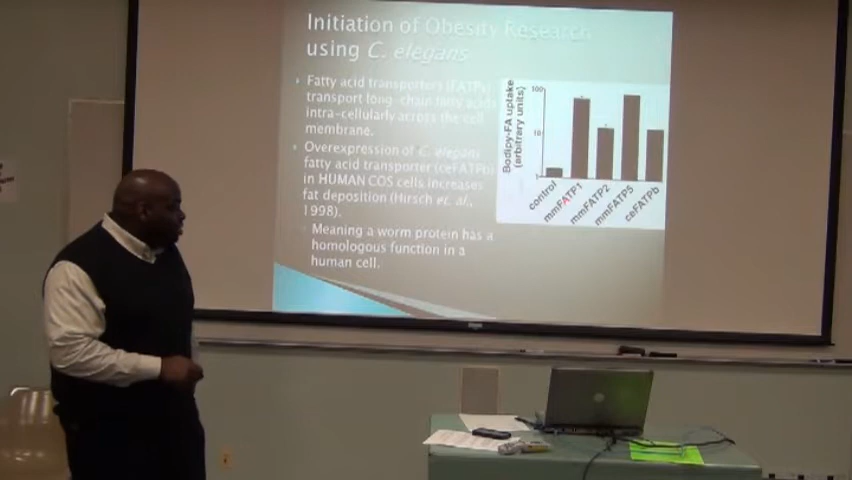 Initiation of Obesity Research
using C. elegans
Fatty acid transporters (FATPs)
transport long-chain fatty acids
intra-cellularly across the cell
membrane.
Overexpression of C. elegans
fatty acid transporter (ceFATPb)
in HUMAN COS cells increases
fat deposition (Hirsch et. al.,
1998).
Meaning a worm protein has a
homologous function in a
human cell.
Bodipy-FA uptake
(arbitrary units)
100
10
1
control
mmFATP1
mmFATP2
mmFATP5
ceFATPb